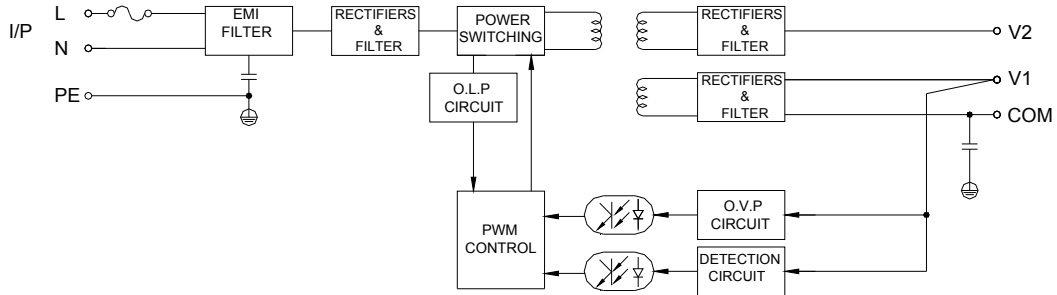 I/P
L
N
PE
EMI
FILTER
RECTIFIERS
&
FILTER
POWER
SWITCHING
O.L.P
CIRCUIT
PWM
CONTROL
RECTIFIERS
&
FILTER
RECTIFIERS
&
FILTER
V2
V1
COM
O.V.P
CIRCUIT
DETECTION
CIRCUIT